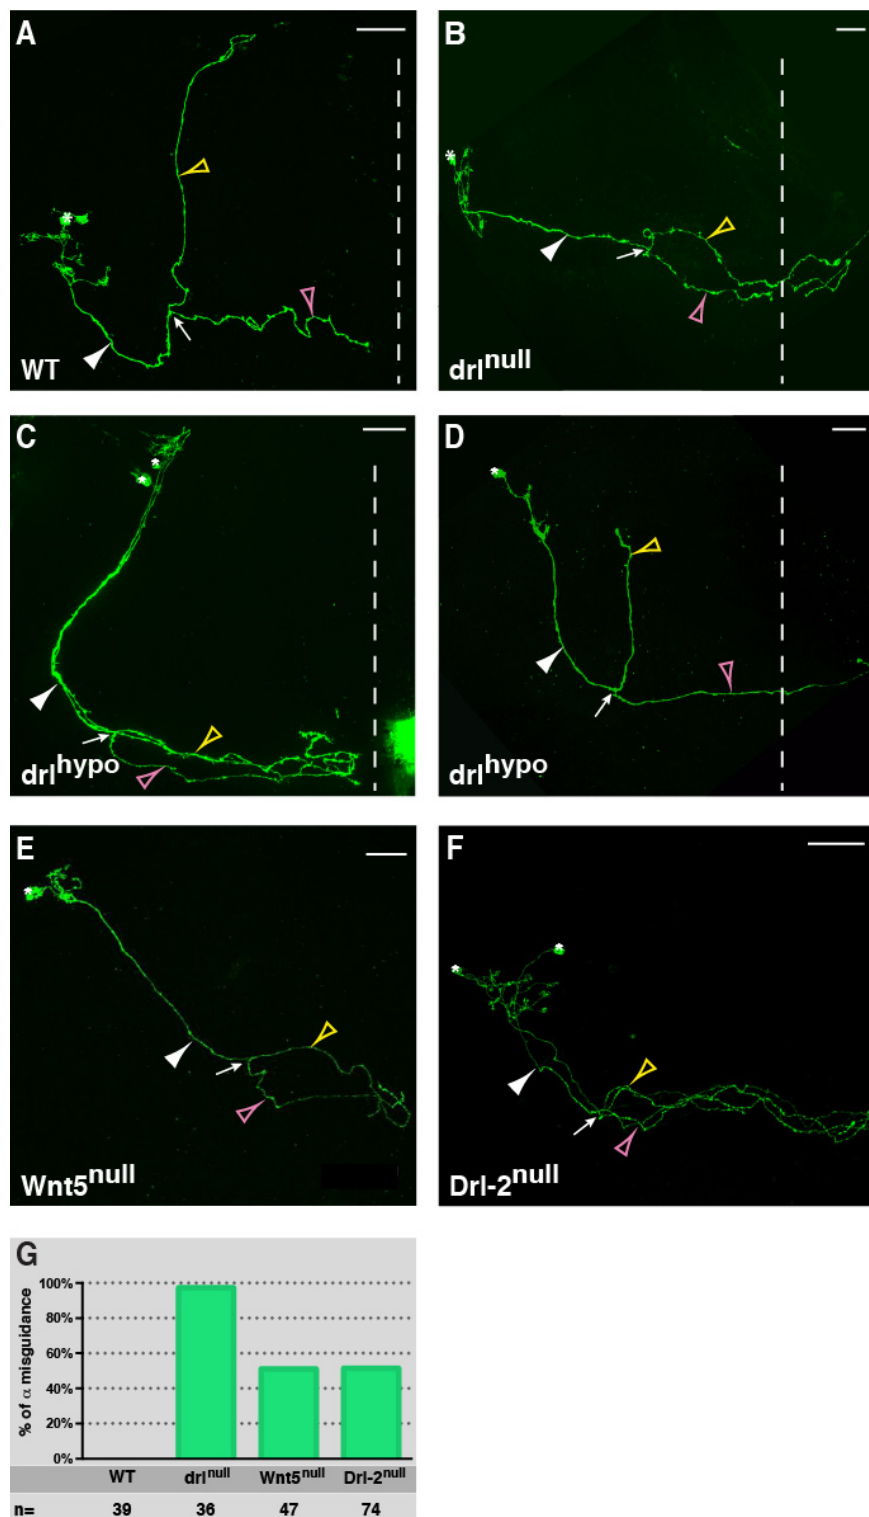 A
WT
B
drl^null
C
drl^hypo
D
drl^hypo
E
Wnt5^null
F
Drl-2^null
G
% of α misguidance
100%
80%
60%
40%
20%
0%
WT drl^null Wnt5^null Drl-2^null
n= 39 36 47 74